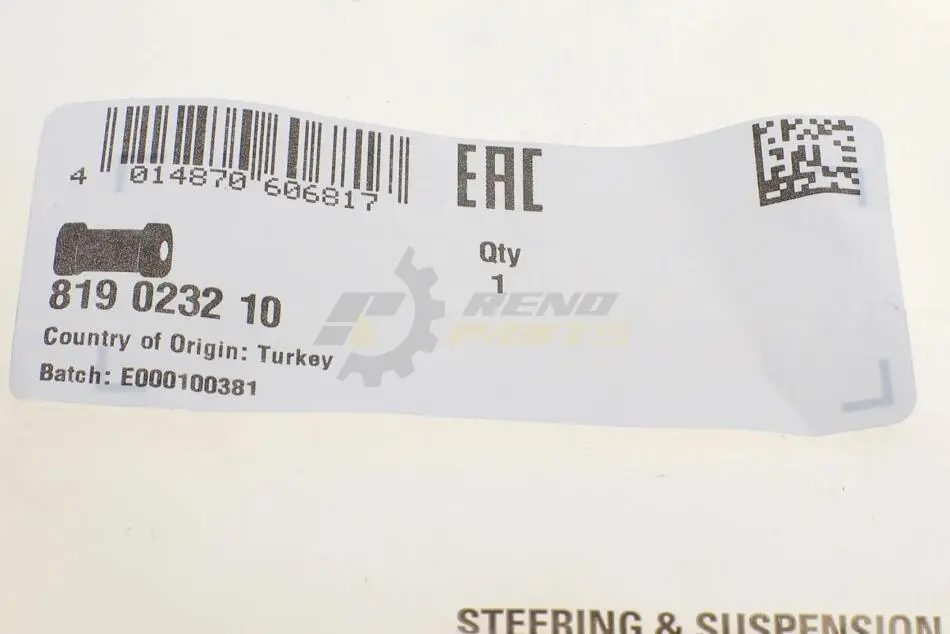 4 014870 606817
EAC
Qty
1
819 0232 10
Country of Origin: Turkey
Batch: E000100381
RENO
PARTS
STEERING & SUSPENSION